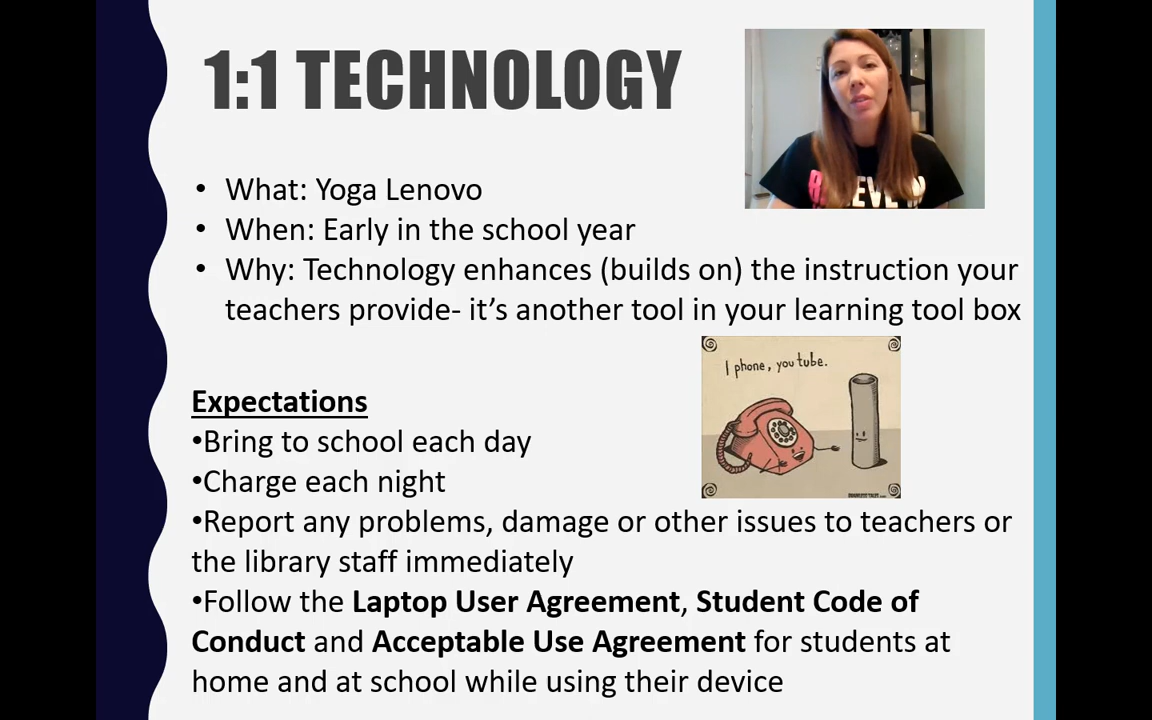 1:1 TECHNOLOGY
• What: Yoga Lenovo
• When: Early in the school year
• Why: Technology enhances (builds on) the instruction your
teachers provide- it’s another tool in your learning tool box
I phone, you tube.
Expectations
•Bring to school each day
•Charge each night
•Report any problems, damage or other issues to teachers or
the library staff immediately
•Follow the Laptop User Agreement, Student Code of
Conduct and Acceptable Use Agreement for students at
home and at school while using their device